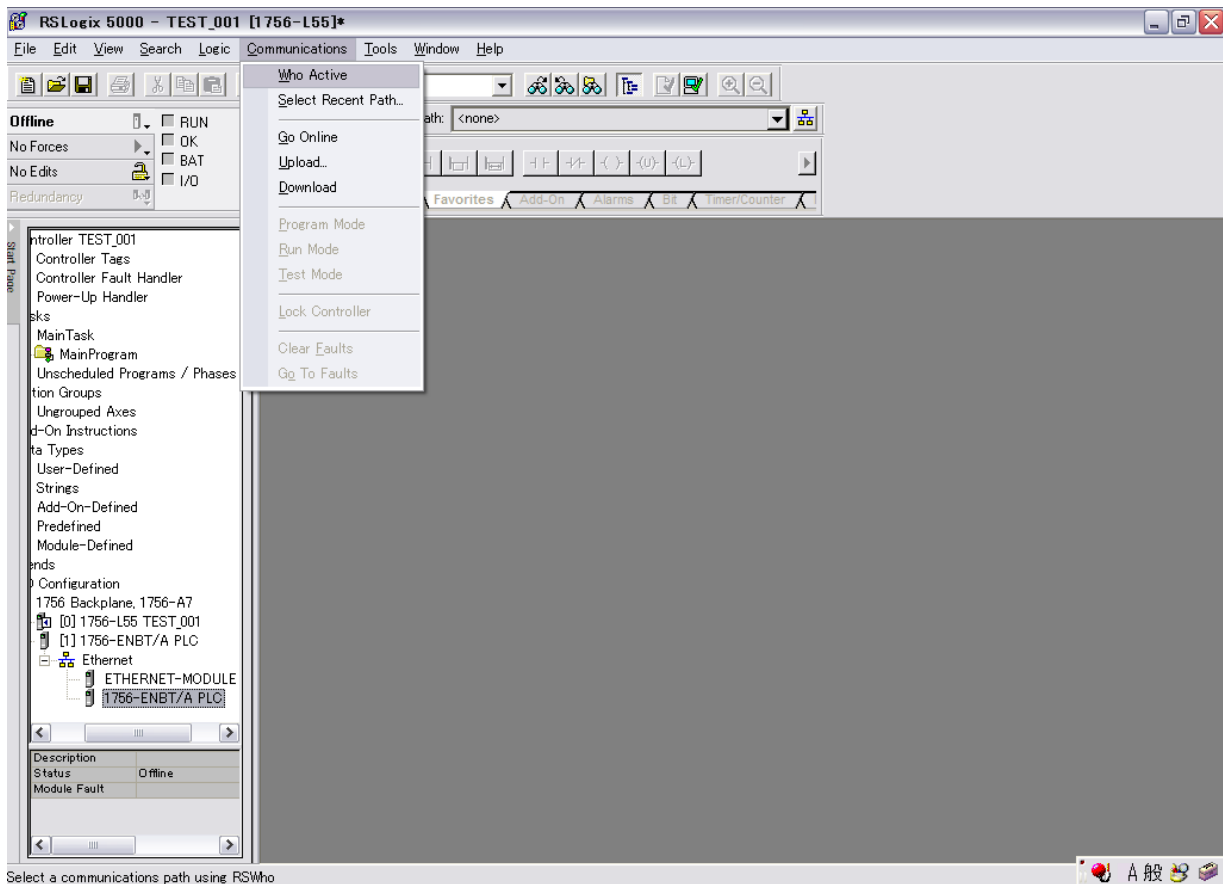 RSLogix 5000 - TEST_001 [1756-L55]*
File Edit View Search Logic Communications Tools Window Help
Who Active
Select Recent Path...
Go Online
Upload...
Download
Program Mode
Run Mode
Test Mode
Lock Controller
Clear Faults
Go To Faults
Offline
No Forces
No Edits
Redundancy
RUN
OK
BAT
I/O
ath: <none>
Favorites Add-On Alarms Bit Timer/Counter
Start Page
ntroller TEST_001
Controller Tags
Controller Fault Handler
Power-Up Handler
sks
MainTask
MainProgram
Unscheduled Programs / Phases
tion Groups
Ungrouped Axes
d-On Instructions
ta Types
User-Defined
Strings
Add-On-Defined
Predefined
Module-Defined
ends
Configuration
1756 Backplane, 1756-A7
[0] 1756-L55 TEST_001
[1] 1756-ENBT/A PLC
Ethernet
ETHERNET-MODULE
1756-ENBT/A PLC
Description
Status Offline
Module Fault
Select a communications path using RSWho
A 般